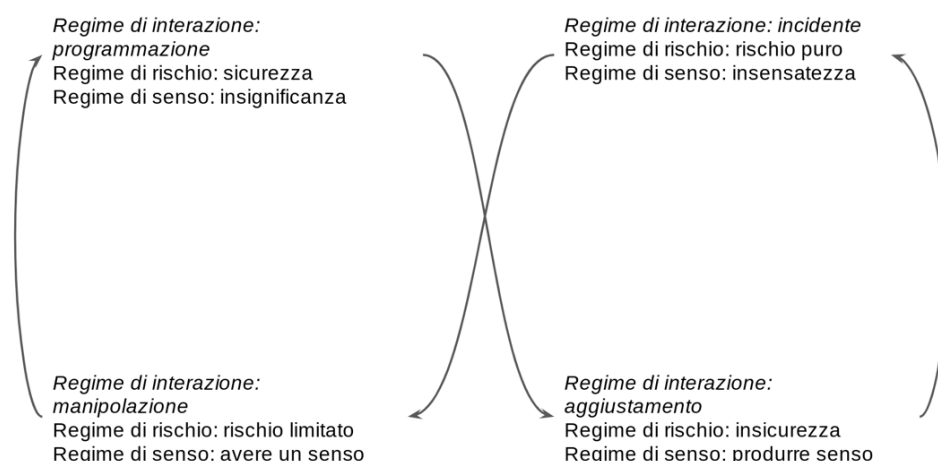 Regime di interazione:
programmazione
Regime di rischio: sicurezza
Regime di senso: insignificanza
Regime di interazione: incidente
Regime di rischio: rischio puro
Regime di senso: insensatezza
Regime di interazione:
manipolazione
Regime di rischio: rischio limitato
Regime di senso: avere un senso
Regime di interazione:
aggiustamento
Regime di rischio: insicurezza
Regime di senso: produrre senso